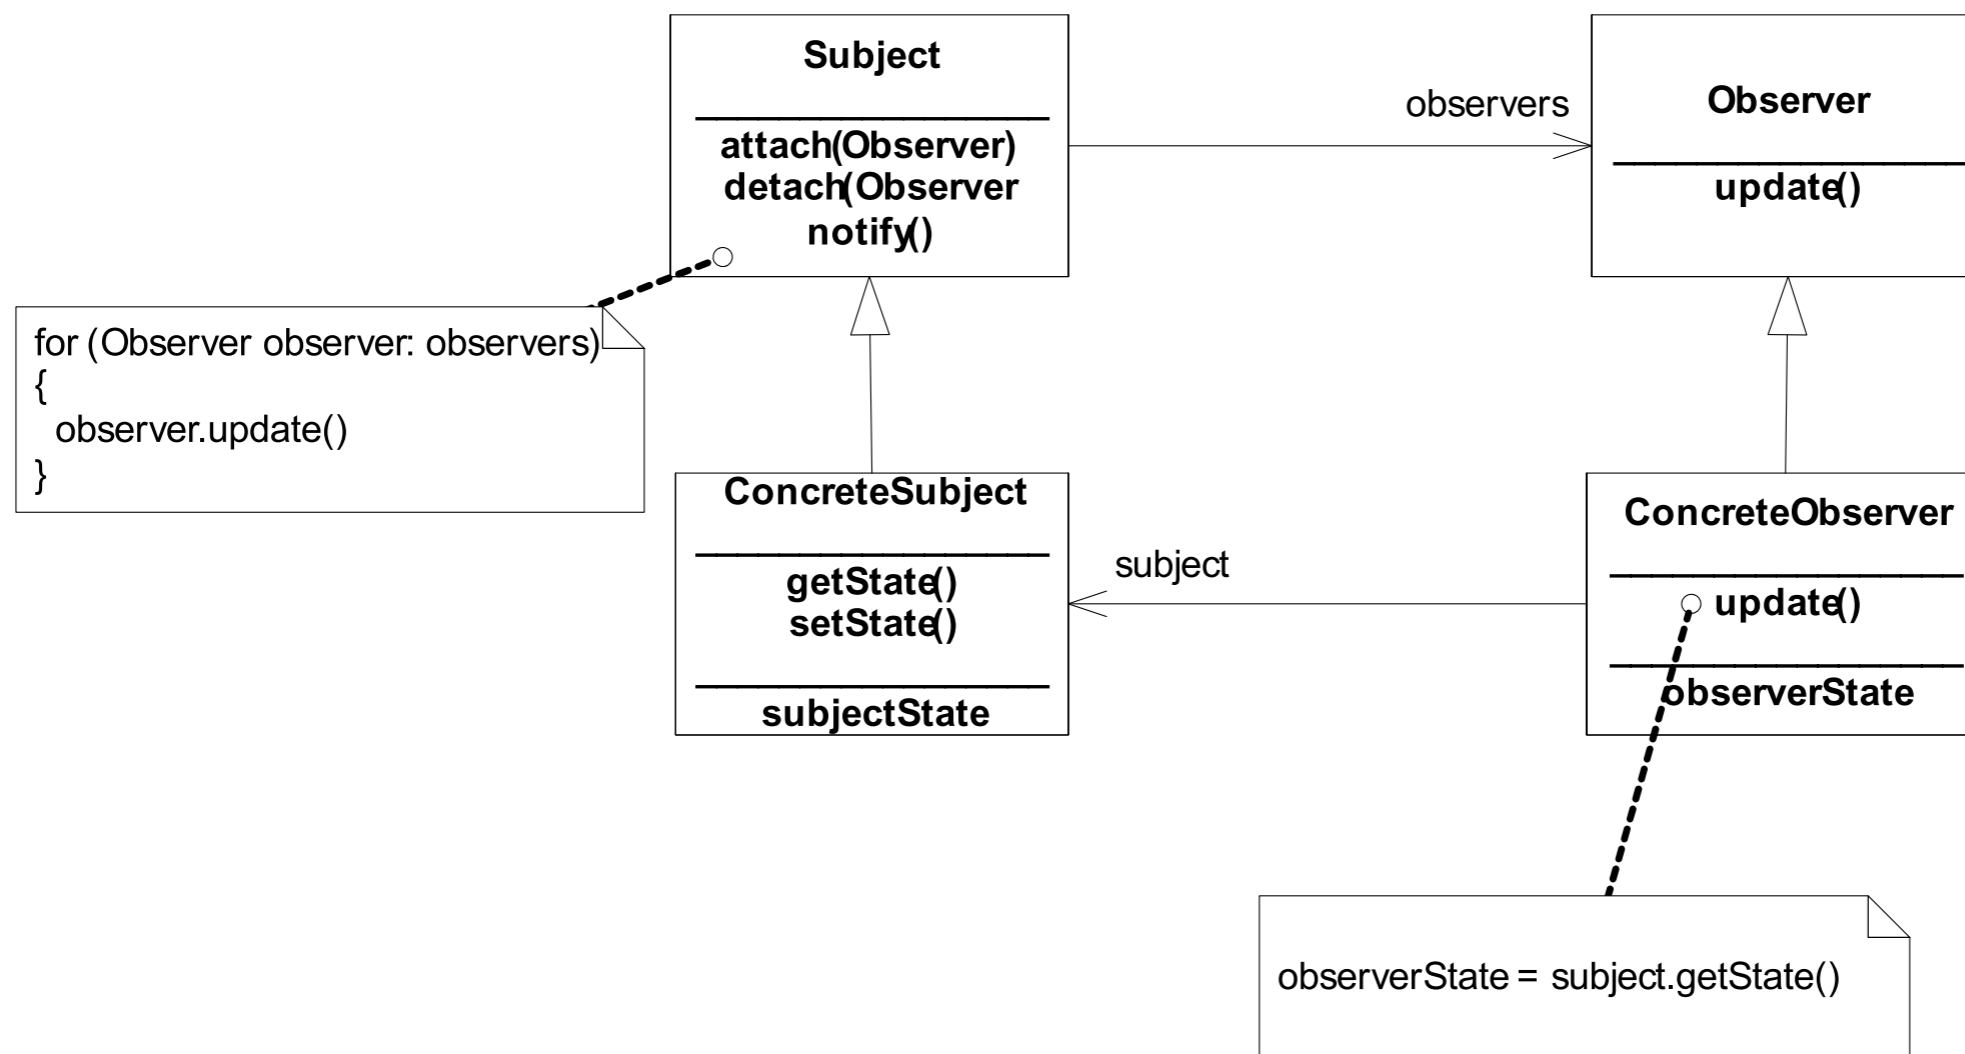 Subject
attach(Observer)
detach(Observer
notify()
observers
Observer
update()
for (Observer observer: observers)
{
observer.update()
}
ConcreteSubject
getState()
setState()
subjectState
subject
ConcreteObserver
update()
observerState
observerState = subject.getState()